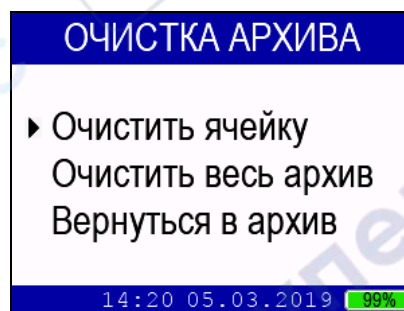 ОЧИСТКА АРХИВА
Очистить ячейку
Очистить весь архив
Вернуться в архив
14:20 05.03.2019 99%